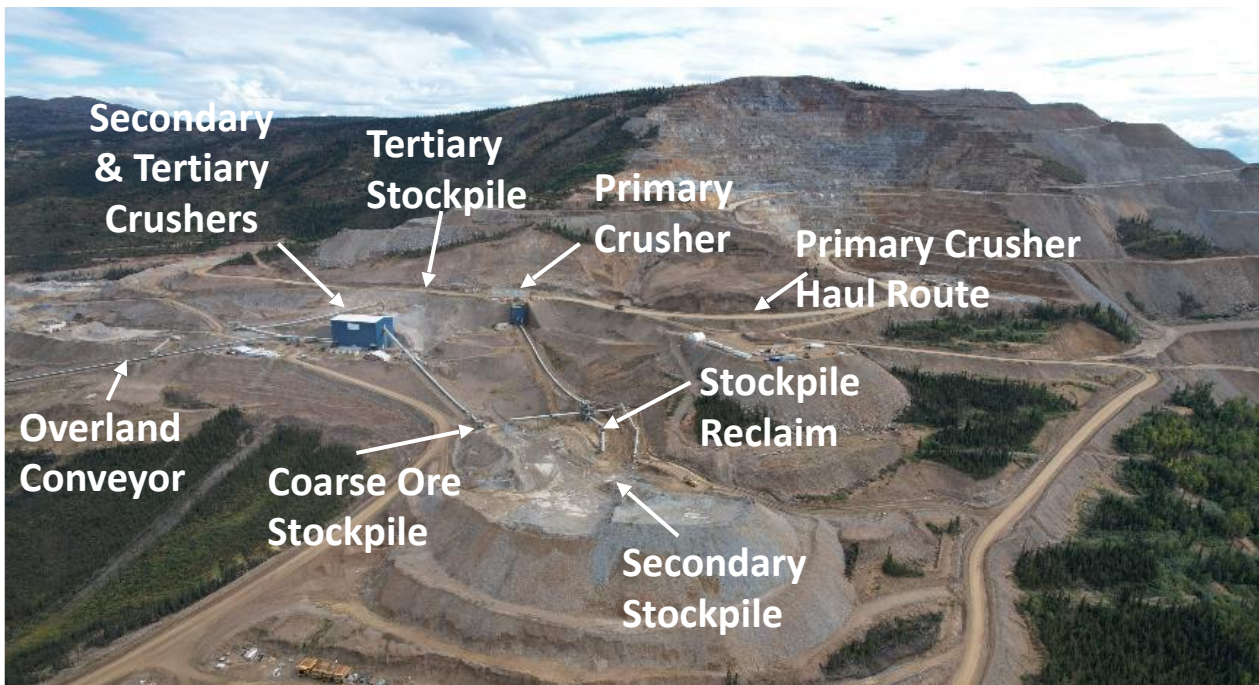 Secondary
& Tertiary
Crushers
Tertiary
Stockpile
Primary
Crusher
Primary Crusher
Haul Route
Overland
Conveyor
Coarse Ore
Stockpile
Stockpile
Reclaim
Secondary
Stockpile